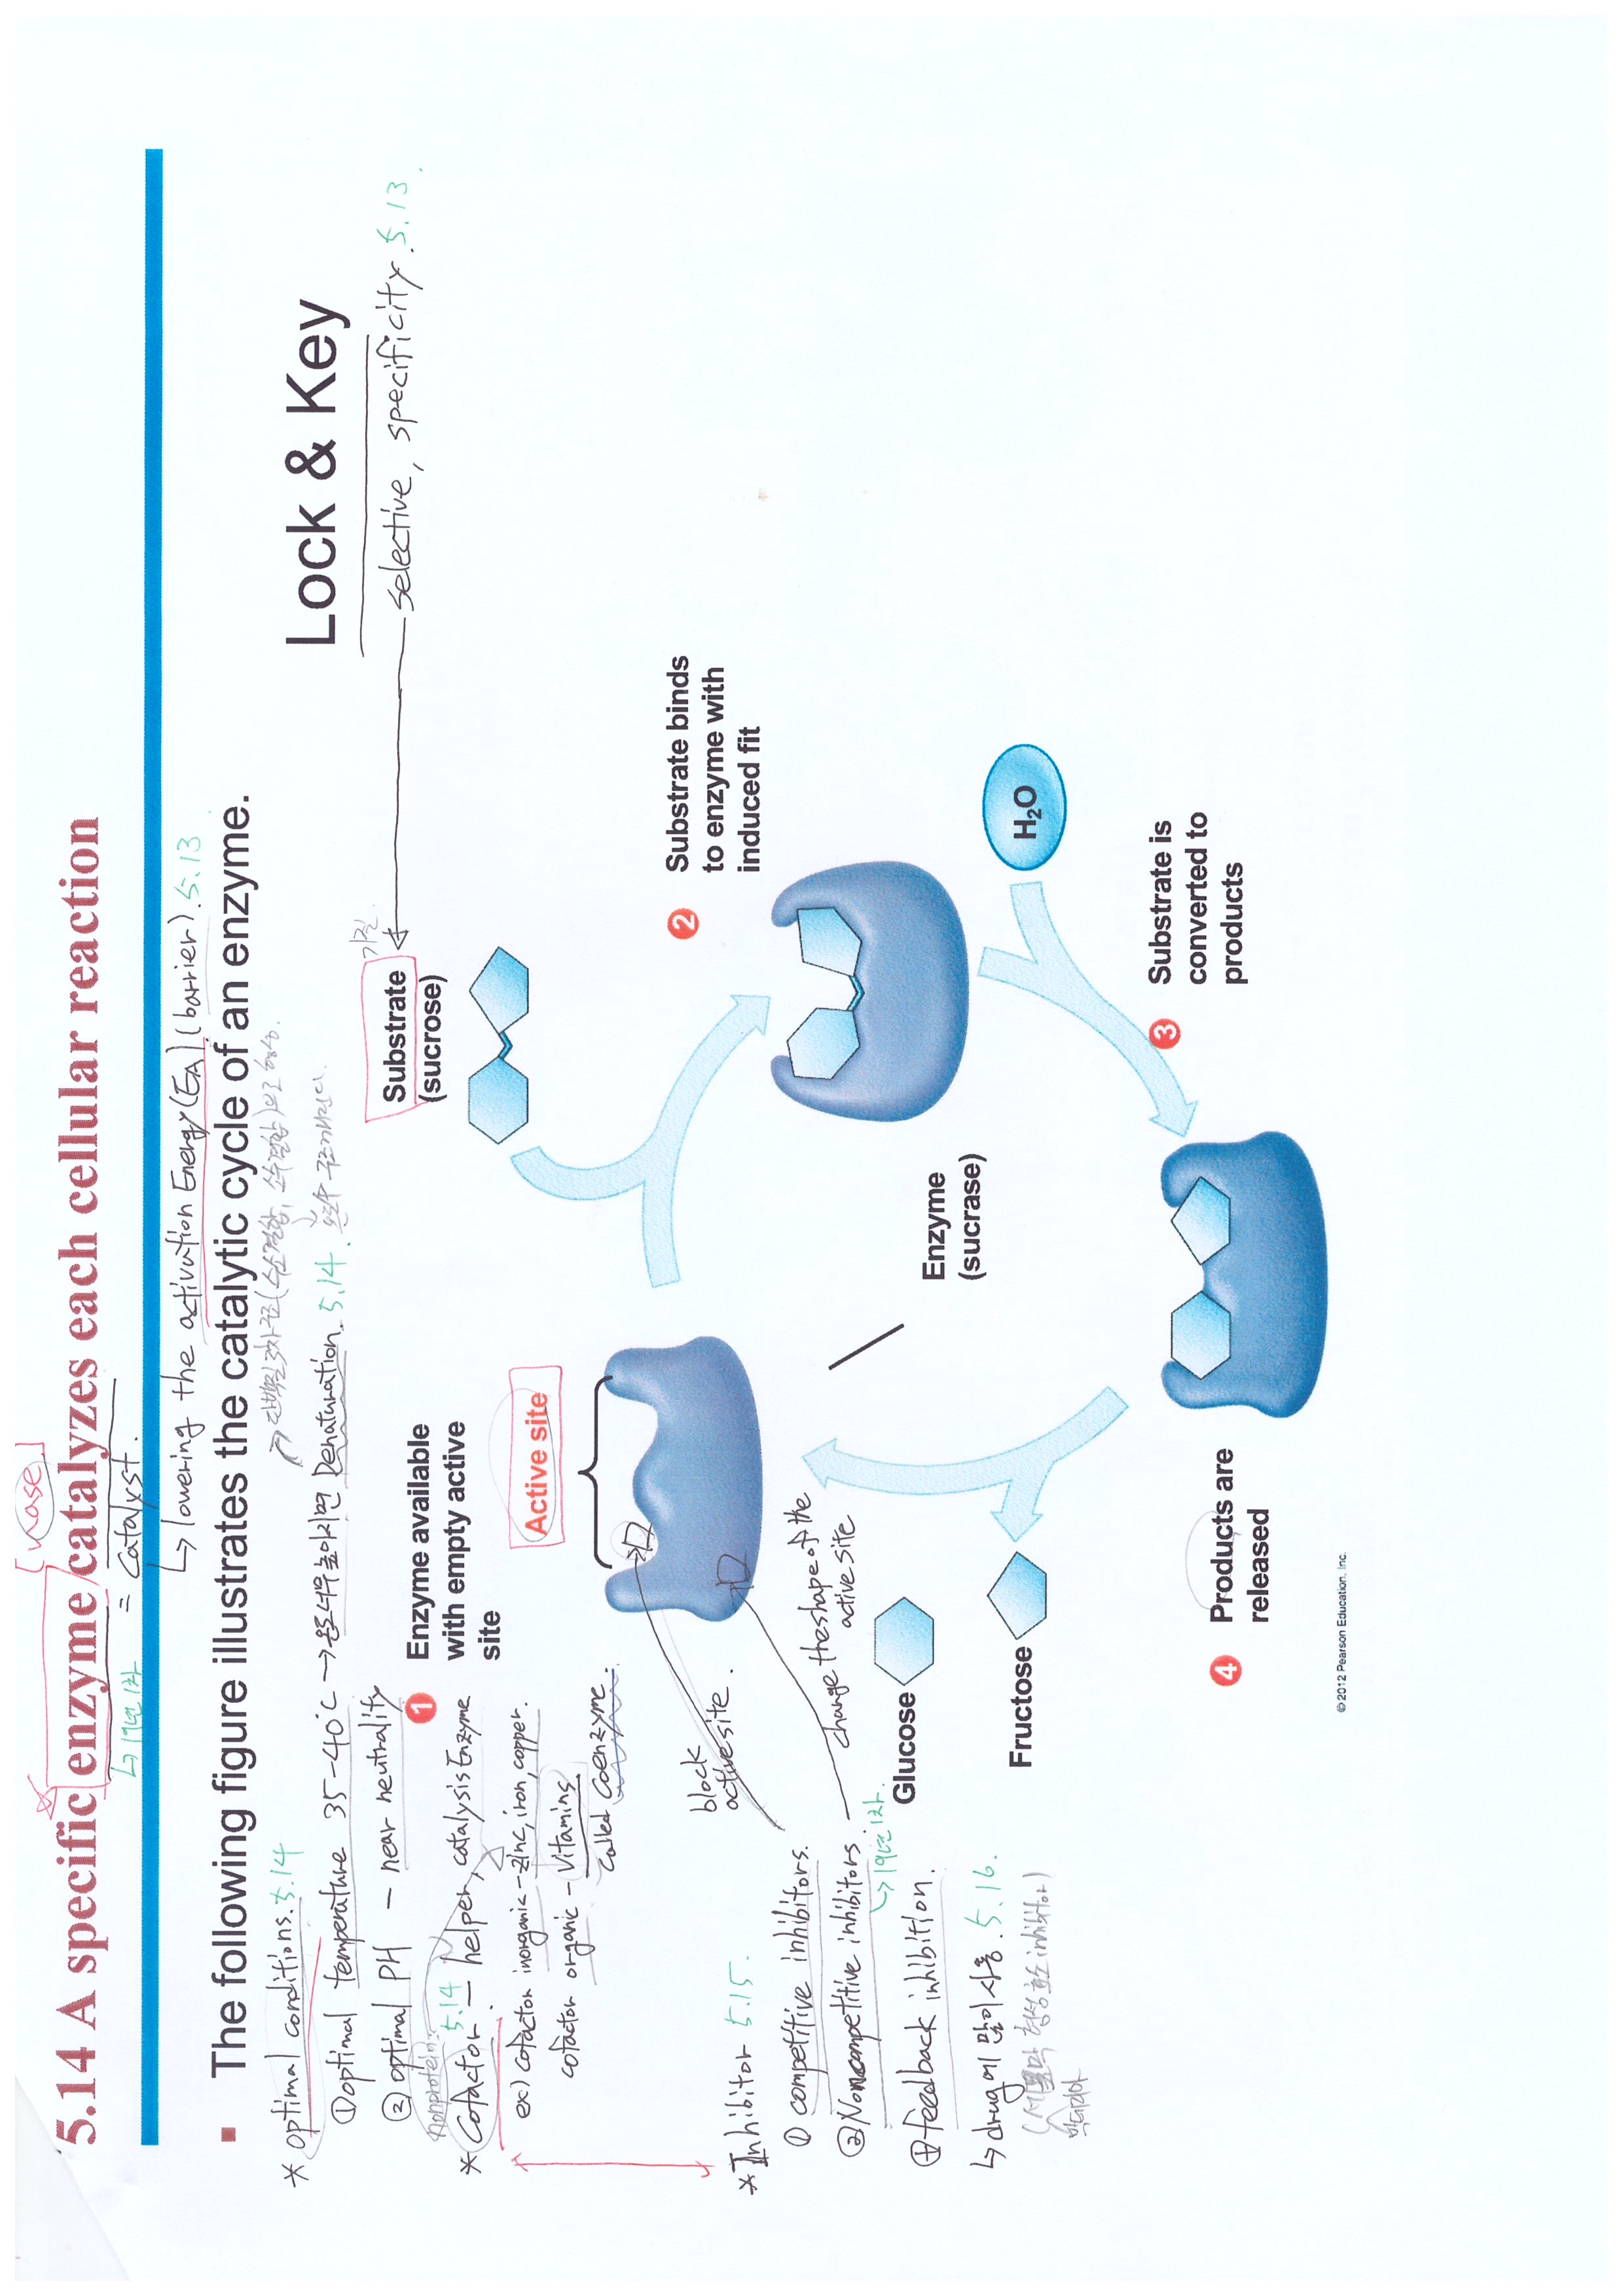 [nase]
5.14 A specific enzyme catalyzes each cellular reaction
↳ 19년 1차 = catalyst.
↳ lowering the activation Energy (EA) (barrier). 5.13
The following figure illustrates the catalytic cycle of an enzyme.
단백질 3차 구조 (수소결합, 소수결합)으로 형성.
* optimal conditions. 5.14
① optimal temperature 35-40°C → 온도 너무 높아지면 Denaturation. 5.14.
구조 깨진다.
② optimal PH - near neutrality
Lock & Key
selective, specificity. 5.13.
기질.
Substrate
(sucrose)
1 Enzyme available
with empty active
site
nonprotein
* Cofactor 5.14 - helper, catalysis Enzyme
ex) cofactor inorganic - zinc, iron, copper.
cofactor organic - vitamins
called coenzyme.
Active site
block
active site.
2 Substrate binds
to enzyme with
induced fit
* Inhibitor 5.15.
① competitive inhibitors.
② Noncompetitive inhibitors.
↳ 19년 1차.
change the shape of the
active site
⊕ feedback inhibition.
↳ drug에 많이 사용. 5.16.
(세포막 형성 효소 inhibitor)
박테리아
Glucose
Enzyme
(sucrase)
Fructose
H₂O
3 Substrate is
converted to
products
4 Products are
released
© 2012 Pearson Education, Inc.